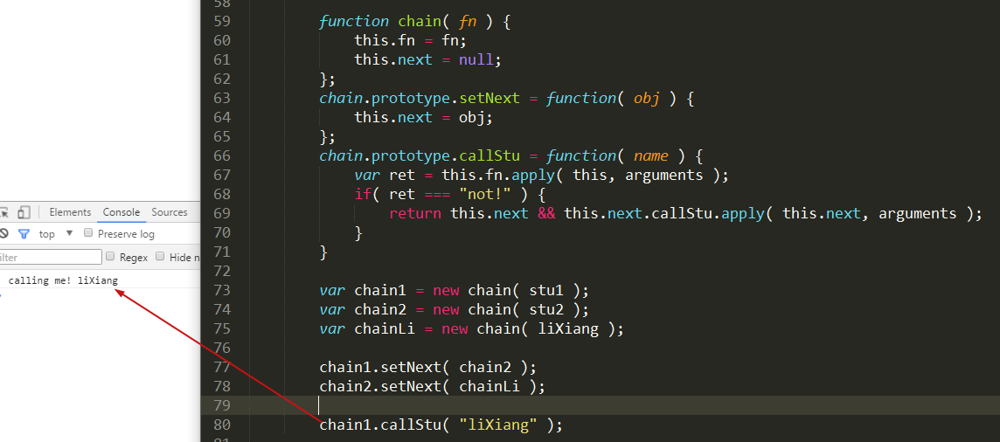 58
59 function chain( fn ) {
60 this.fn = fn;
61 this.next = null;
62 };
63 chain.prototype.setNext = function( obj ) {
64 this.next = obj;
65 };
66 chain.prototype.callStu = function( name ) {
67 var ret = this.fn.apply( this, arguments );
68 if( ret === "not!" ) {
69 return this.next && this.next.callStu.apply( this.next, arguments );
70 }
71 }
72
73 var chain1 = new chain( stu1 );
74 var chain2 = new chain( stu2 );
75 var chainLi = new chain( liXiang );
76
77 chain1.setNext( chain2 );
78 chain2.setNext( chainLi );
79
80 chain1.callStu( "liXiang" );
Elements Console Sources
top ▼ Preserve log
ilter Regex Hide n
calling me! liXiang